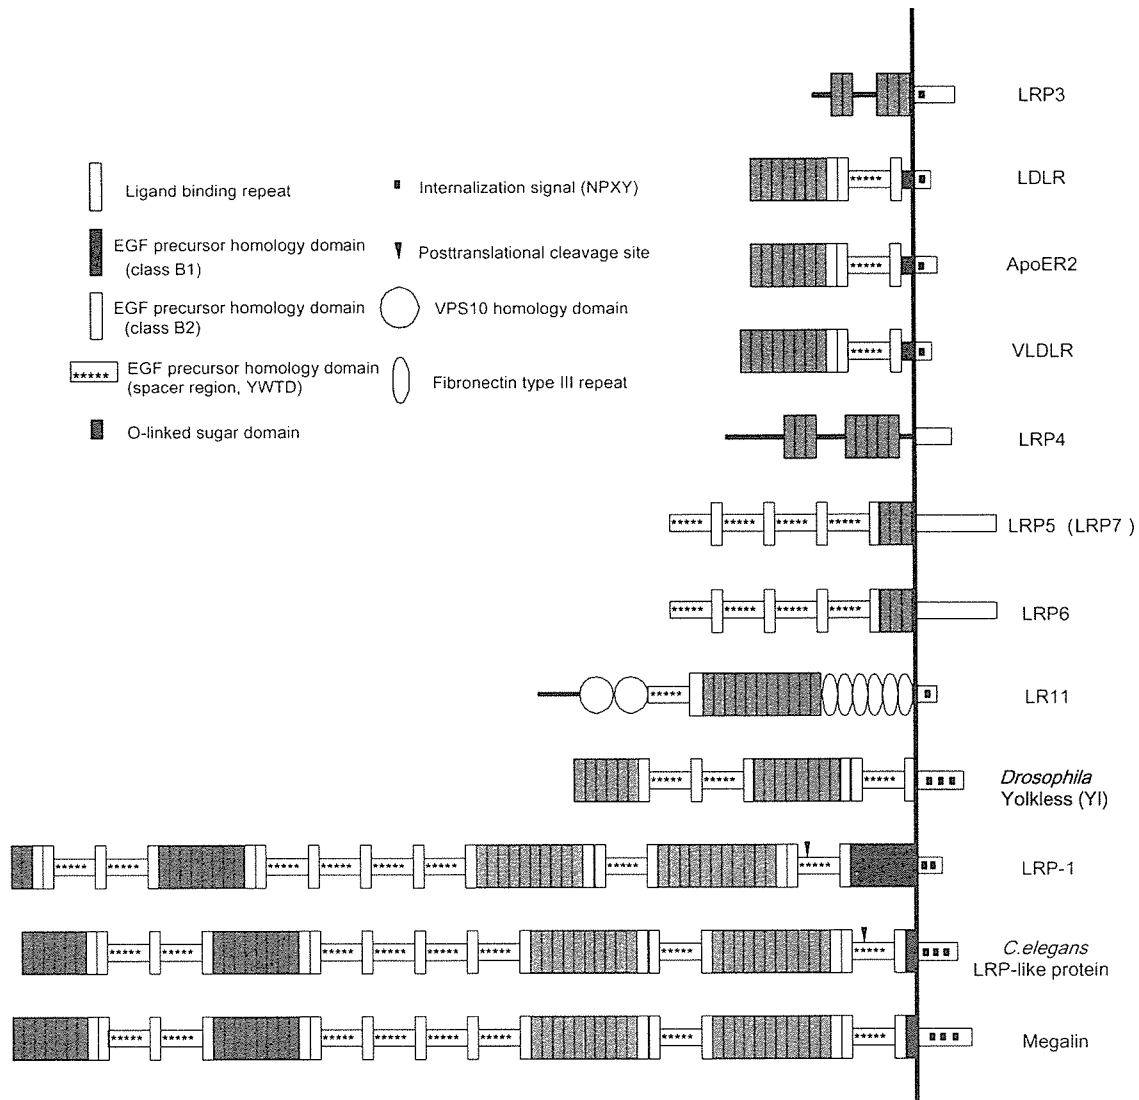 LRP3
LDLR
ApoER2
VLDLR
LRP4
LRP5 (LRP7 )
LRP6
LR11
Drosophila
Yolkless (Yl)
LRP-1
C.elegans
LRP-like protein
Megalin
Ligand binding repeat
EGF precursor homology domain
(class B1)
EGF precursor homology domain
(class B2)
*****
EGF precursor homology domain
(spacer region, YWTD)
O-linked sugar domain
Internalization signal (NPXY)
Posttranslational cleavage site
VPS10 homology domain
Fibronectin type III repeat